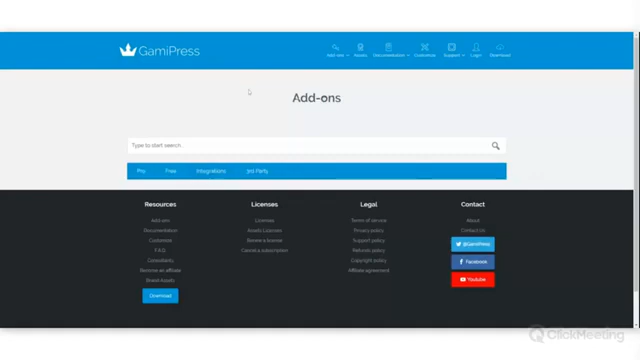 GamiPress
Add-ons Assets Documentation Customize Support Login Download
Add-ons
Type to start search...
Pro Free Integrations 3rd Party
Resources Licenses Legal Contact
Add-ons Licenses Terms of service About
Documentation Assets Licenses Privacy policy Contact Us
Customize Renew a license Support policy @GamiPress
F.A.Q. Cancel a subscription Refunds policy
Consultants Copyright policy Facebook
Become an affiliate Affiliate agreement
Brand Assets Youtube
Download
ClickMeeting